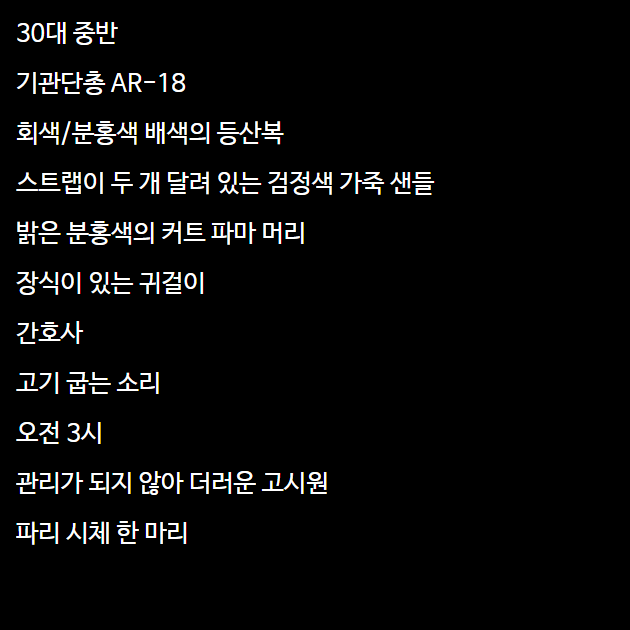 30대 중반
기관단총 AR-18
회색/분홍색 배색의 등산복
스트랩이 두 개 달려 있는 검정색 가죽 샌들
밝은 분홍색의 커트 파마 머리
장식이 있는 귀걸이
간호사
고기 굽는 소리
오전 3시
관리가 되지 않아 더러운 고시원
파리 시체 한 마리